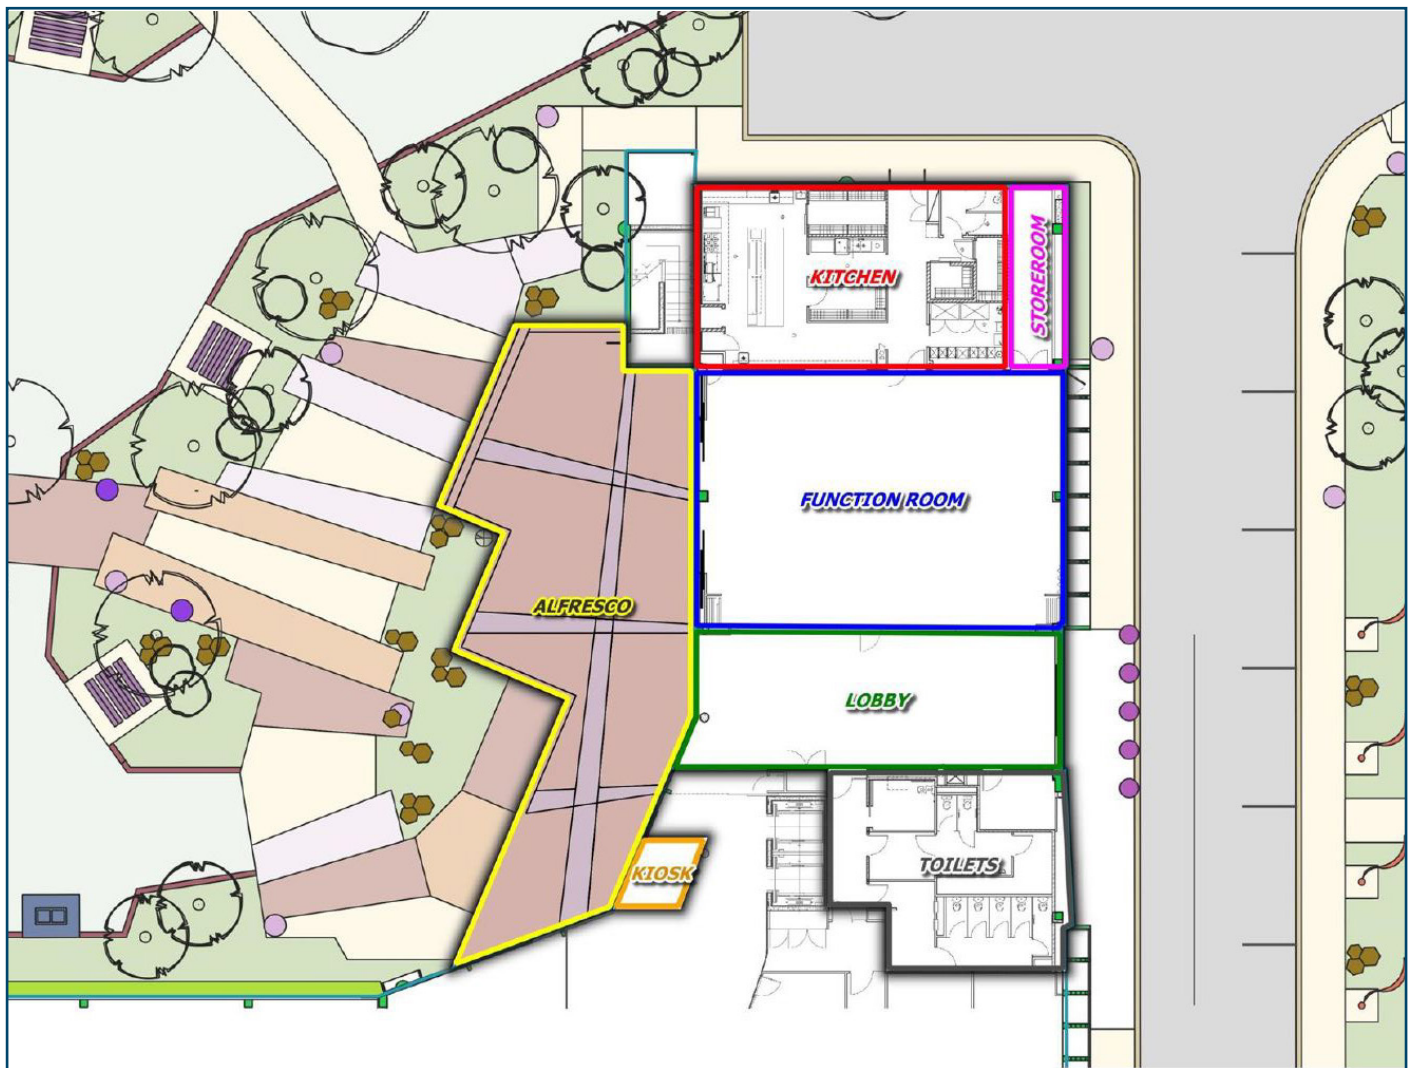 KITCHEN
STOREROOM
FUNCTION ROOM
ALFRESCO
LOBBY
TOILETS
KIOSK